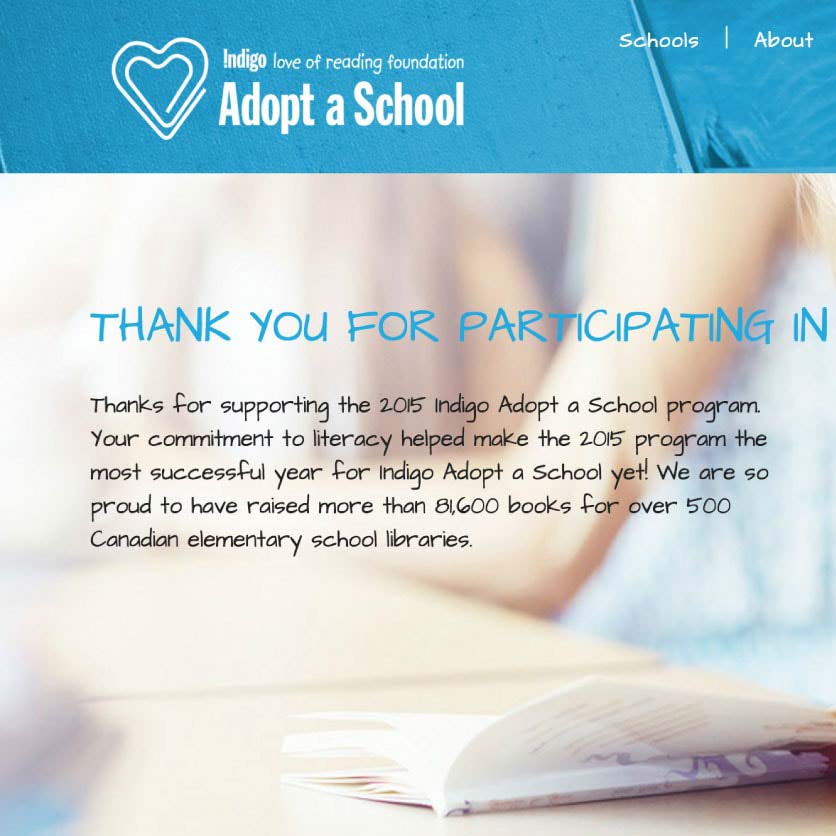 Schools | About
!ndigo love of reading foundation
Adopt a School
THANK YOU FOR PARTICIPATING IN
Thanks for supporting the 2015 Indigo Adopt a School program.
Your commitment to literacy helped make the 2015 program the
most successful year for Indigo Adopt a School yet! We are so
proud to have raised more than 81,600 books for over 500
Canadian elementary school libraries.